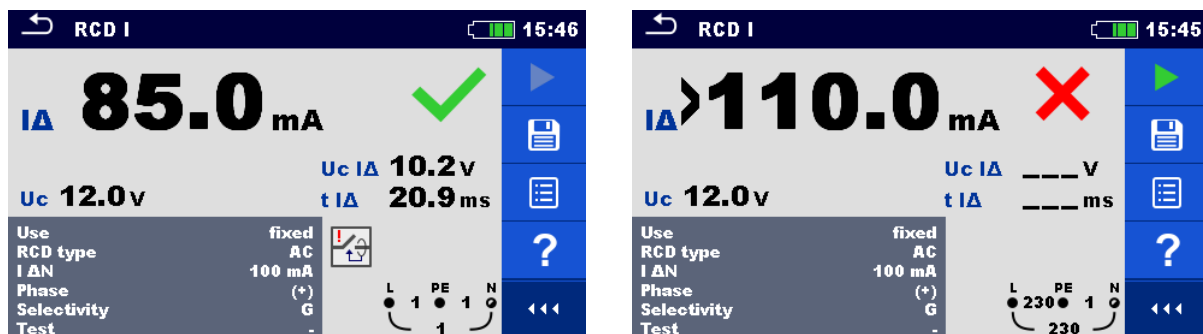 RCD I 15:46
IΔ 85.0 mA
Uc IΔ 10.2 V
Uc 12.0 V t IΔ 20.9 ms
Use fixed
RCD type AC
I ΔN 100 mA
Phase (+)
Selectivity G
Test -
L PE N
1 1
1
?
RCD I 15:45
IΔ >110.0 mA
Uc IΔ ___ V
Uc 12.0 V t IΔ ___ ms
Use fixed
RCD type AC
I ΔN 100 mA
Phase (+)
Selectivity G
Test -
L PE N
230 1
230
?